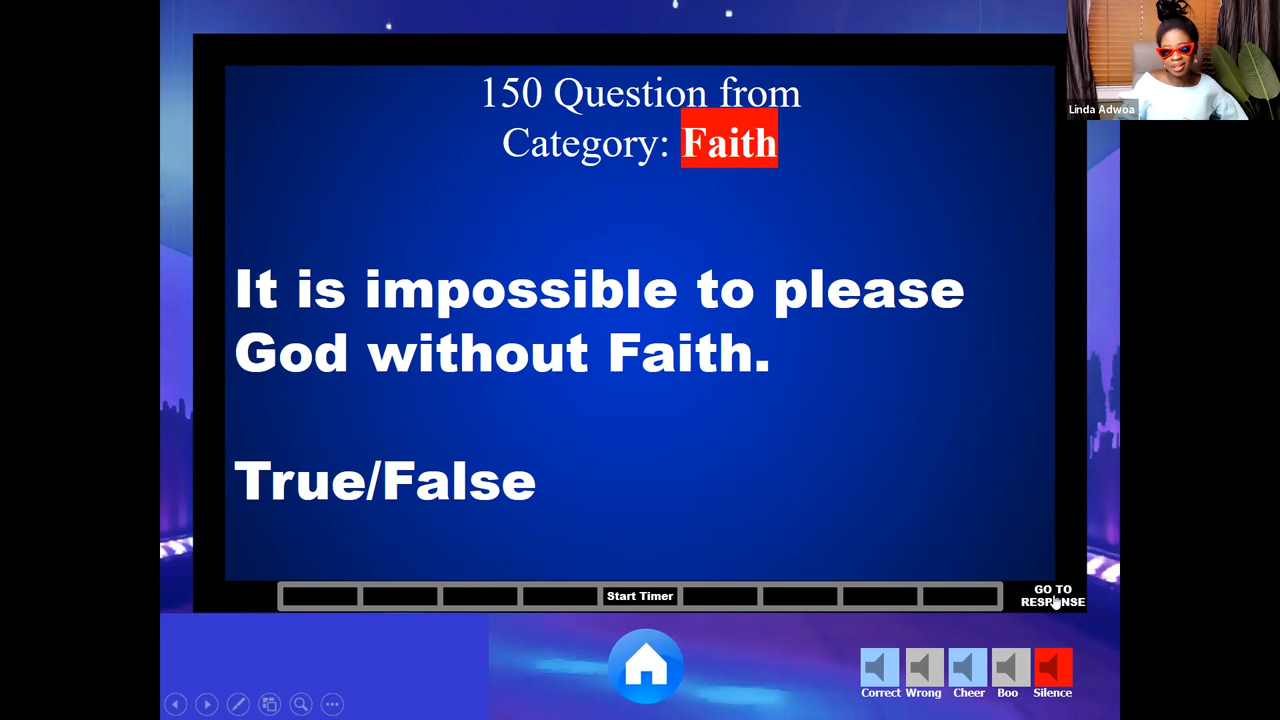 150 Question from
Category: Faith
Linda Adwoa
It is impossible to please
God without Faith.
True/False
Start Timer
GO TO
RESPONSE
Correct Wrong Cheer Boo Silence